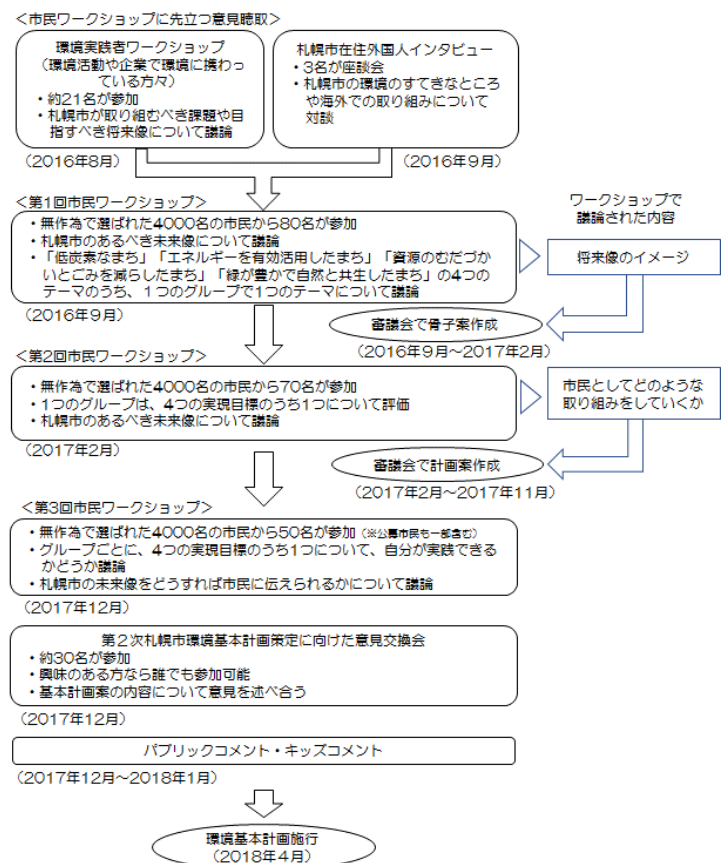 ＜市民ワークショップに先立つ意見聴取＞
環境実践者ワークショップ
（環境活動や企業で環境に携わっ
ている方々）
・約21名が参加
・札幌市が取り組むべき課題や目
指すべき将来像について議論
（2016年8月）
札幌市在住外国人インタビュー
・3名が座談会
・札幌市の環境のすてきなところ
や海外での取り組みについて
対談
（2016年9月）
＜第1回市民ワークショップ＞
・無作為で選ばれた4000名の市民から80名が参加
・札幌市のあるべき未来像について議論
・「低炭素なまち」「エネルギーを有効活用したまち」「資源のむだづか
いとごみを減らしたまち」「緑が豊かで自然と共生したまち」の4つの
テーマのうち、１つのグループで1つのテーマについて議論
（2016年9月）
ワークショップで
議論された内容
将来像のイメージ
審議会で骨子案作成
（2016年9月～2017年2月）
＜第2回市民ワークショップ＞
・無作為で選ばれた4000名の市民から70名が参加
・1つのグループは、4つの実現目標のうち1つについて評価
・札幌市のあるべき未来像について議論
（2017年2月）
市民としてどのような
取り組みをしていくか
審議会で計画案作成
（2017年2月～2017年11月）
＜第3回市民ワークショップ＞
・無作為で選ばれた4000名の市民から50名が参加（※公募市民も一部含む）
・グループごとに、4つの実現目標のうち1つについて、自分が実践できる
かどうか議論
・札幌市の未来像をどうすれば市民に伝えられるかについて議論
（2017年12月）
第２次札幌市環境基本計画策定に向けた意見交換会
・約30名が参加
・興味のある方なら誰でも参加可能
・基本計画案の内容について意見を述べ合う
（2017年12月）
パブリックコメント・キッズコメント
（2017年12月～2018年1月）
環境基本計画施行
（2018年４月）